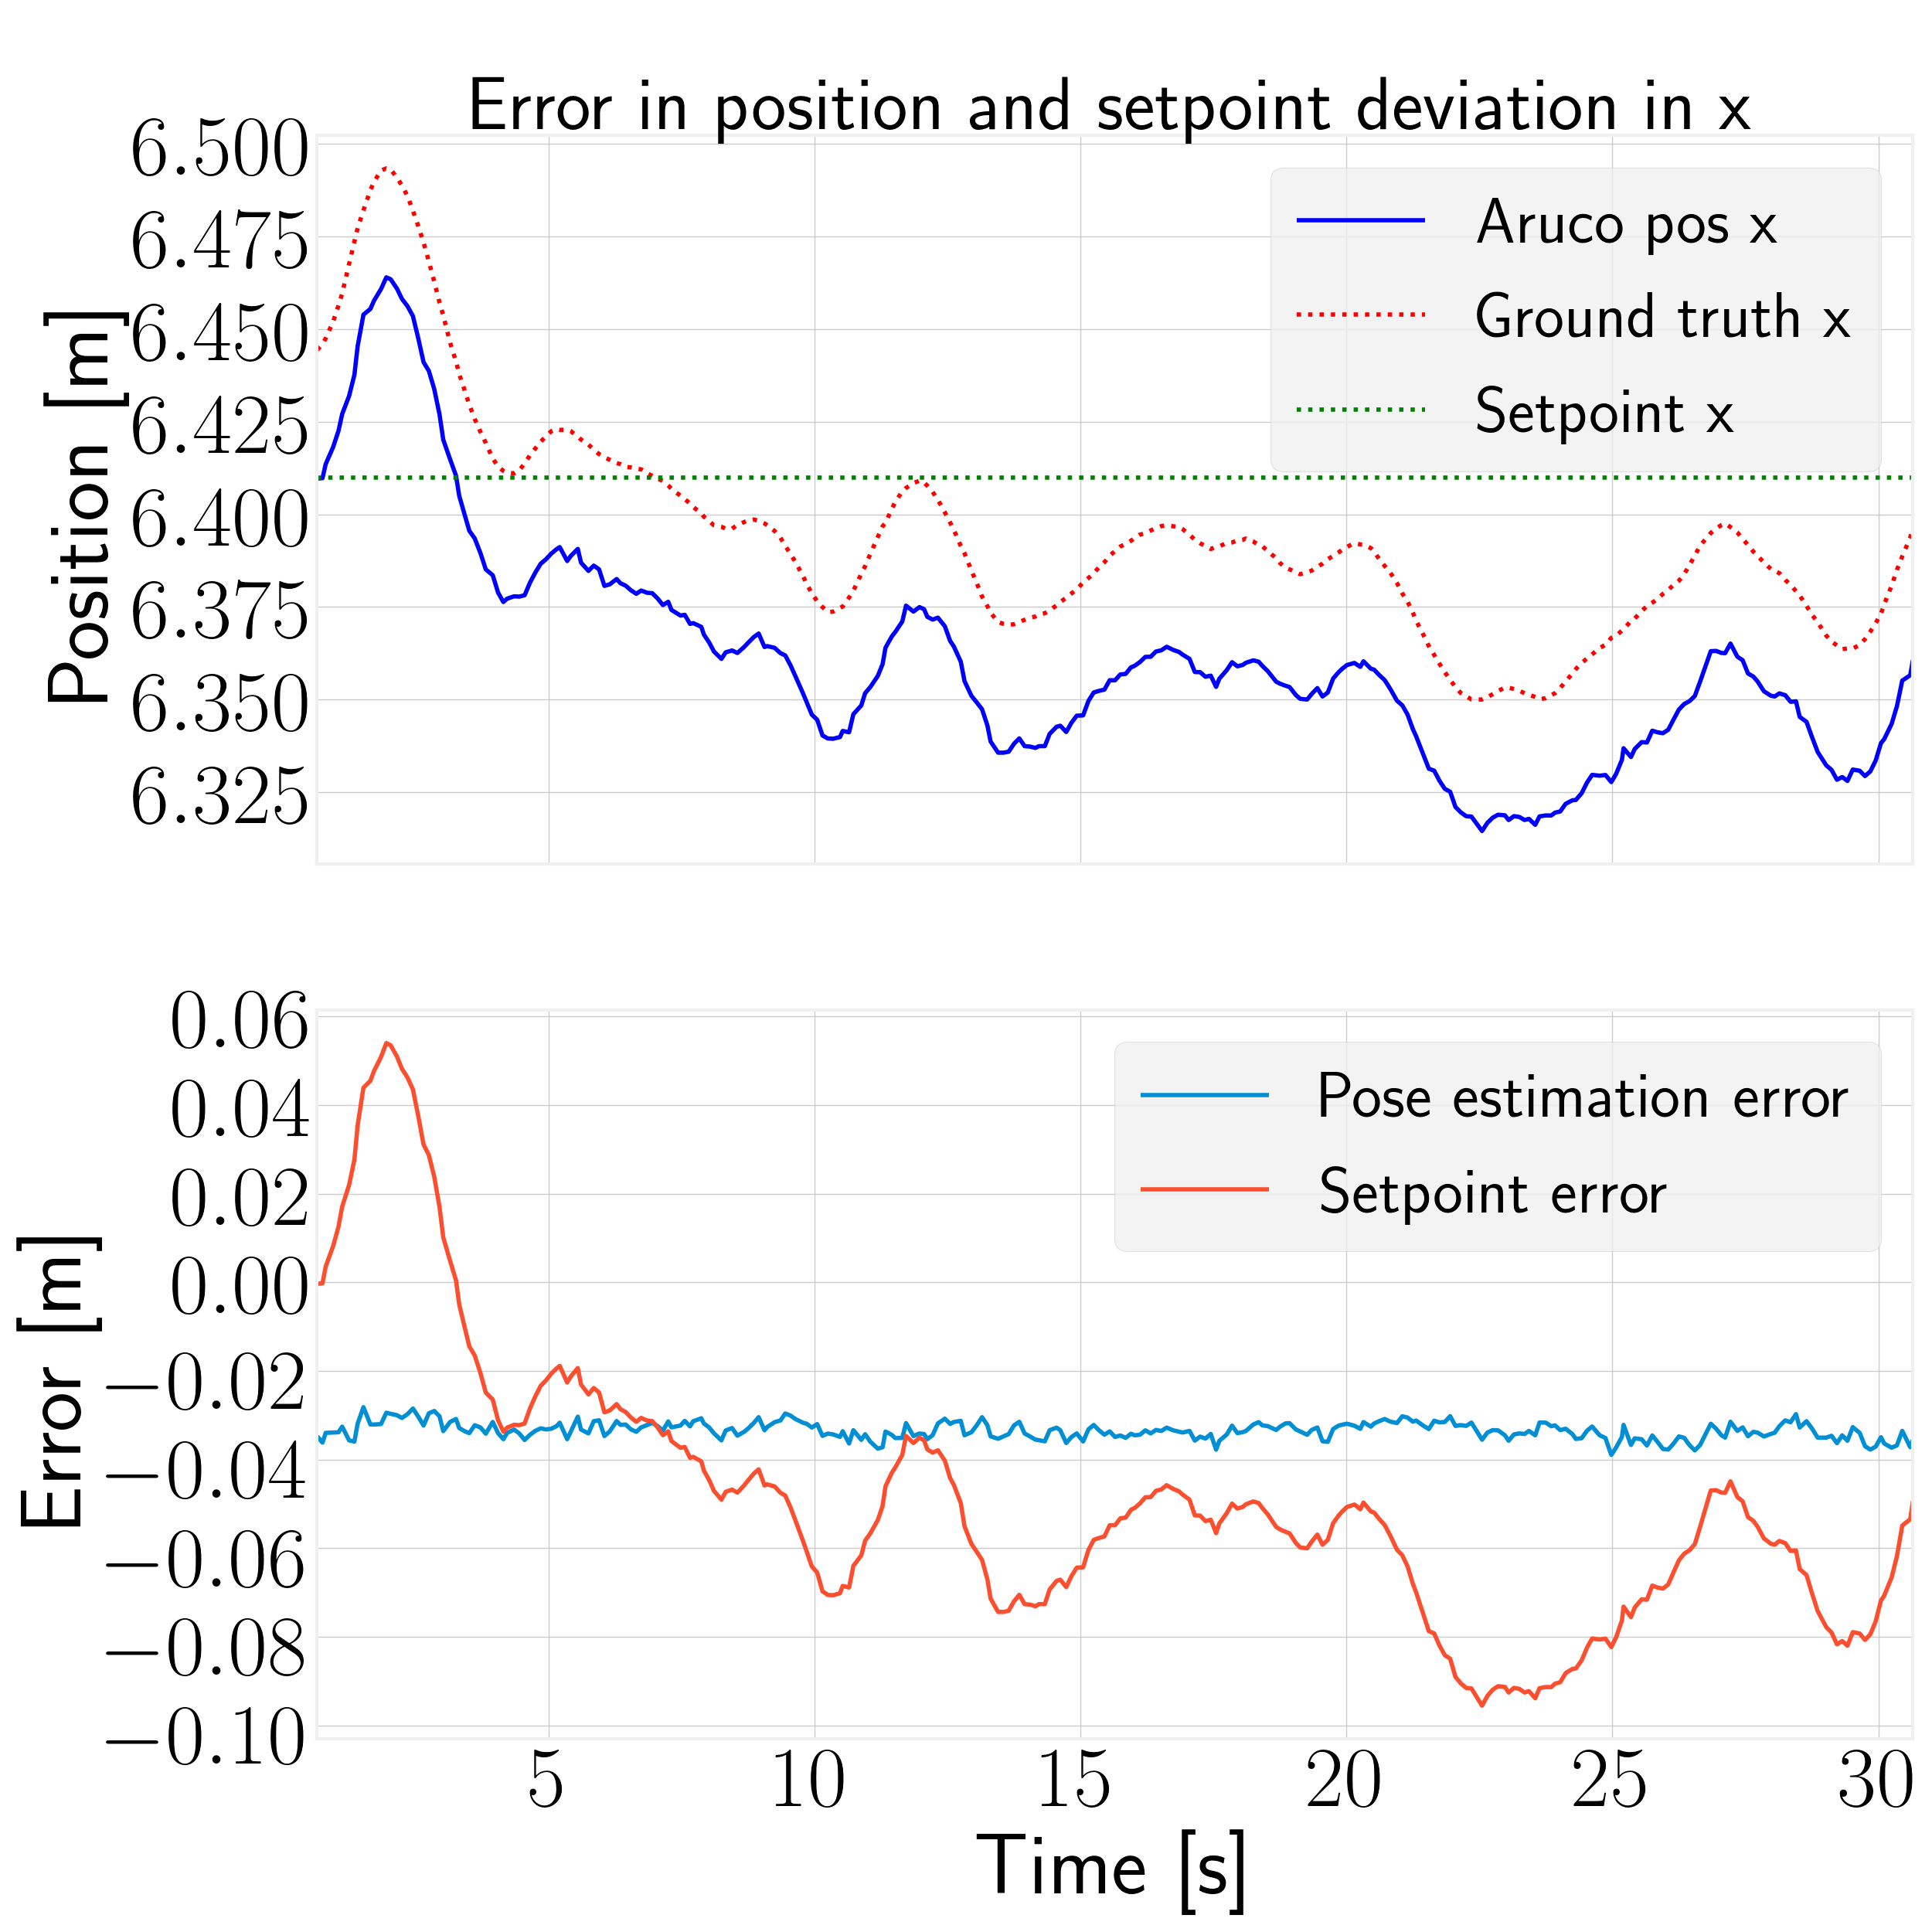 Error in position and setpoint deviation in x
Position [m]
6.500
6.475
6.450
6.425
6.400
6.375
6.350
6.325
Aruco pos x
Ground truth x
Setpoint x
Error [m]
0.06
0.04
0.02
0.00
−0.02
−0.04
−0.06
−0.08
−0.10
Pose estimation error
Setpoint error
5 10 15 20 25 30
Time [s]